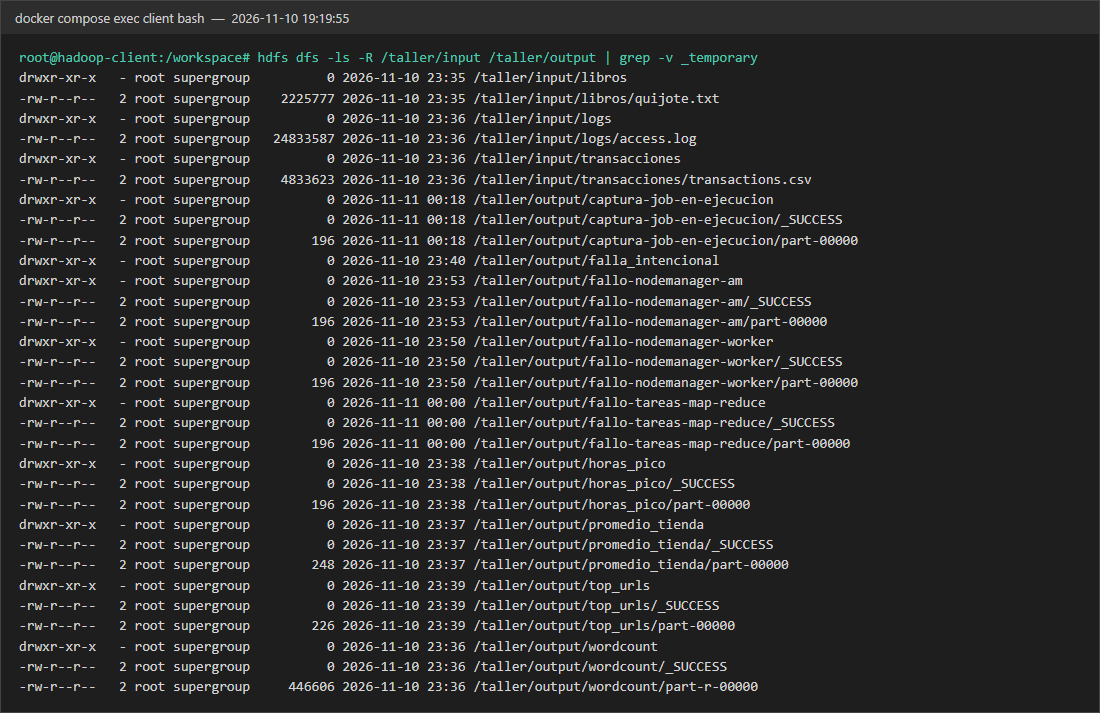 docker compose exec client bash — 2026-11-10 19:19:55
root@hadoop-client:/workspace# hdfs dfs -ls -R /taller/input /taller/output | grep -v _temporary
drwxr-xr-x   - root supergroup          0 2026-11-10 23:35 /taller/input/libros
-rw-r--r--   2 root supergroup    2225777 2026-11-10 23:35 /taller/input/libros/quijote.txt
drwxr-xr-x   - root supergroup          0 2026-11-10 23:36 /taller/input/logs
-rw-r--r--   2 root supergroup   24833587 2026-11-10 23:36 /taller/input/logs/access.log
drwxr-xr-x   - root supergroup          0 2026-11-10 23:36 /taller/input/transacciones
-rw-r--r--   2 root supergroup    4833623 2026-11-10 23:36 /taller/input/transacciones/transactions.csv
drwxr-xr-x   - root supergroup          0 2026-11-11 00:18 /taller/output/captura-job-en-ejecucion
-rw-r--r--   2 root supergroup          0 2026-11-11 00:18 /taller/output/captura-job-en-ejecucion/_SUCCESS
-rw-r--r--   2 root supergroup        196 2026-11-11 00:18 /taller/output/captura-job-en-ejecucion/part-00000
drwxr-xr-x   - root supergroup          0 2026-11-10 23:40 /taller/output/falla_intencional
drwxr-xr-x   - root supergroup          0 2026-11-10 23:53 /taller/output/fallo-nodemanager-am
-rw-r--r--   2 root supergroup          0 2026-11-10 23:53 /taller/output/fallo-nodemanager-am/_SUCCESS
-rw-r--r--   2 root supergroup        196 2026-11-10 23:53 /taller/output/fallo-nodemanager-am/part-00000
drwxr-xr-x   - root supergroup          0 2026-11-10 23:50 /taller/output/fallo-nodemanager-worker
-rw-r--r--   2 root supergroup          0 2026-11-10 23:50 /taller/output/fallo-nodemanager-worker/_SUCCESS
-rw-r--r--   2 root supergroup        196 2026-11-10 23:50 /taller/output/fallo-nodemanager-worker/part-00000
drwxr-xr-x   - root supergroup          0 2026-11-11 00:00 /taller/output/fallo-tareas-map-reduce
-rw-r--r--   2 root supergroup          0 2026-11-11 00:00 /taller/output/fallo-tareas-map-reduce/_SUCCESS
-rw-r--r--   2 root supergroup        196 2026-11-11 00:00 /taller/output/fallo-tareas-map-reduce/part-00000
drwxr-xr-x   - root supergroup          0 2026-11-10 23:38 /taller/output/horas_pico
-rw-r--r--   2 root supergroup          0 2026-11-10 23:38 /taller/output/horas_pico/_SUCCESS
-rw-r--r--   2 root supergroup        196 2026-11-10 23:38 /taller/output/horas_pico/part-00000
drwxr-xr-x   - root supergroup          0 2026-11-10 23:37 /taller/output/promedio_tienda
-rw-r--r--   2 root supergroup          0 2026-11-10 23:37 /taller/output/promedio_tienda/_SUCCESS
-rw-r--r--   2 root supergroup        248 2026-11-10 23:37 /taller/output/promedio_tienda/part-00000
drwxr-xr-x   - root supergroup          0 2026-11-10 23:39 /taller/output/top_urls
-rw-r--r--   2 root supergroup          0 2026-11-10 23:39 /taller/output/top_urls/_SUCCESS
-rw-r--r--   2 root supergroup        226 2026-11-10 23:39 /taller/output/top_urls/part-00000
drwxr-xr-x   - root supergroup          0 2026-11-10 23:36 /taller/output/wordcount
-rw-r--r--   2 root supergroup          0 2026-11-10 23:36 /taller/output/wordcount/_SUCCESS
-rw-r--r--   2 root supergroup     446606 2026-11-10 23:36 /taller/output/wordcount/part-r-00000